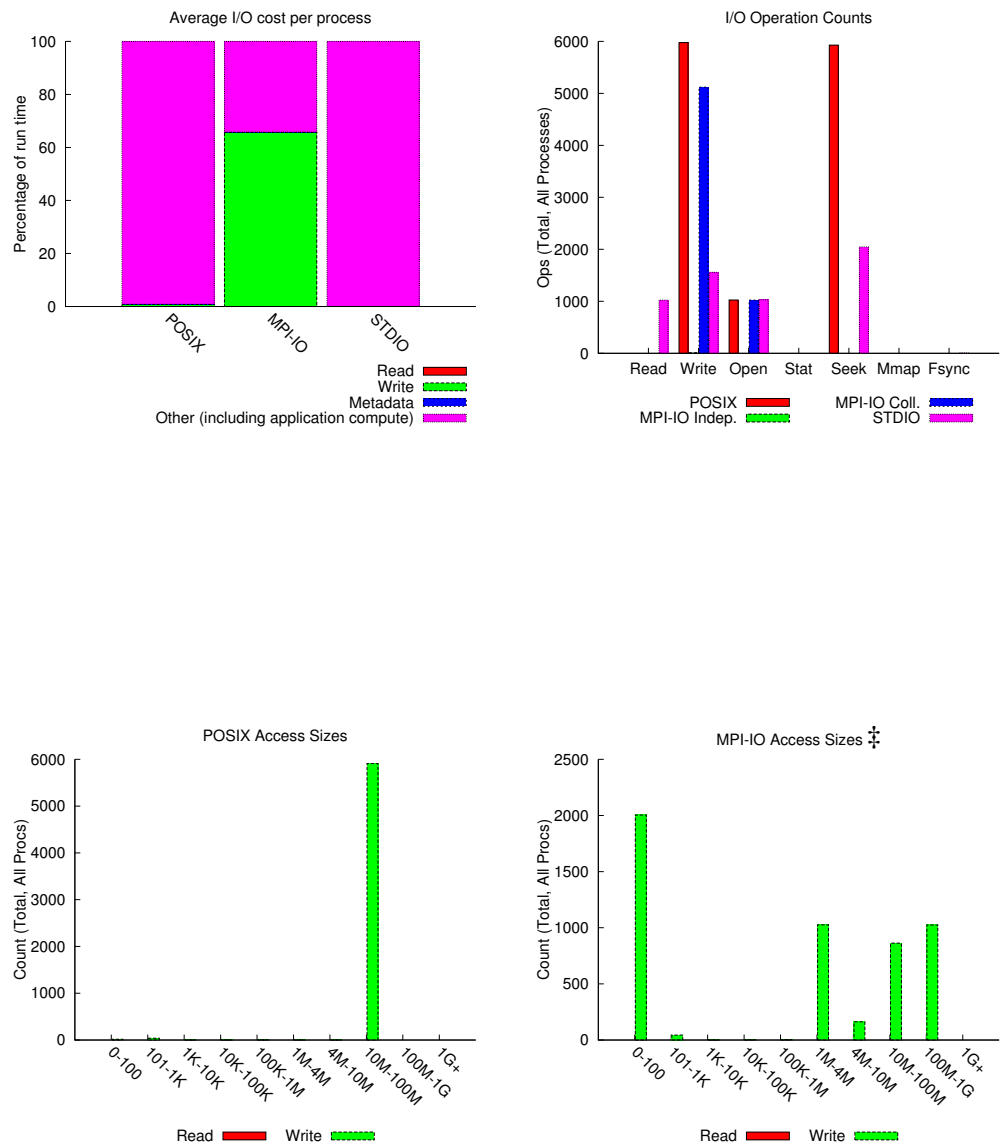 Average I/O cost per process
100
80
60
40
20
0
Percentage of run time
POSIX
MPI-IO
STDIO
Read
Write
Metadata
Other (including application compute)
I/O Operation Counts
6000
5000
4000
3000
2000
1000
0
Ops (Total, All Processes)
Read Write Open Stat Seek Mmap Fsync
POSIX
MPI-IO Indep.
MPI-IO Coll.
STDIO
POSIX Access Sizes
6000
5000
4000
3000
2000
1000
0
Count (Total, All Procs)
0-100
101-1K
1K-10K
10K-100K
100K-1M
1M-4M
4M-10M
10M-100M
100M-1G
1G+
Read Write
MPI-IO Access Sizes ‡
2500
2000
1500
1000
500
0
Count (Total, All Procs)
0-100
101-1K
1K-10K
10K-100K
100K-1M
1M-4M
4M-10M
10M-100M
100M-1G
1G+
Read Write